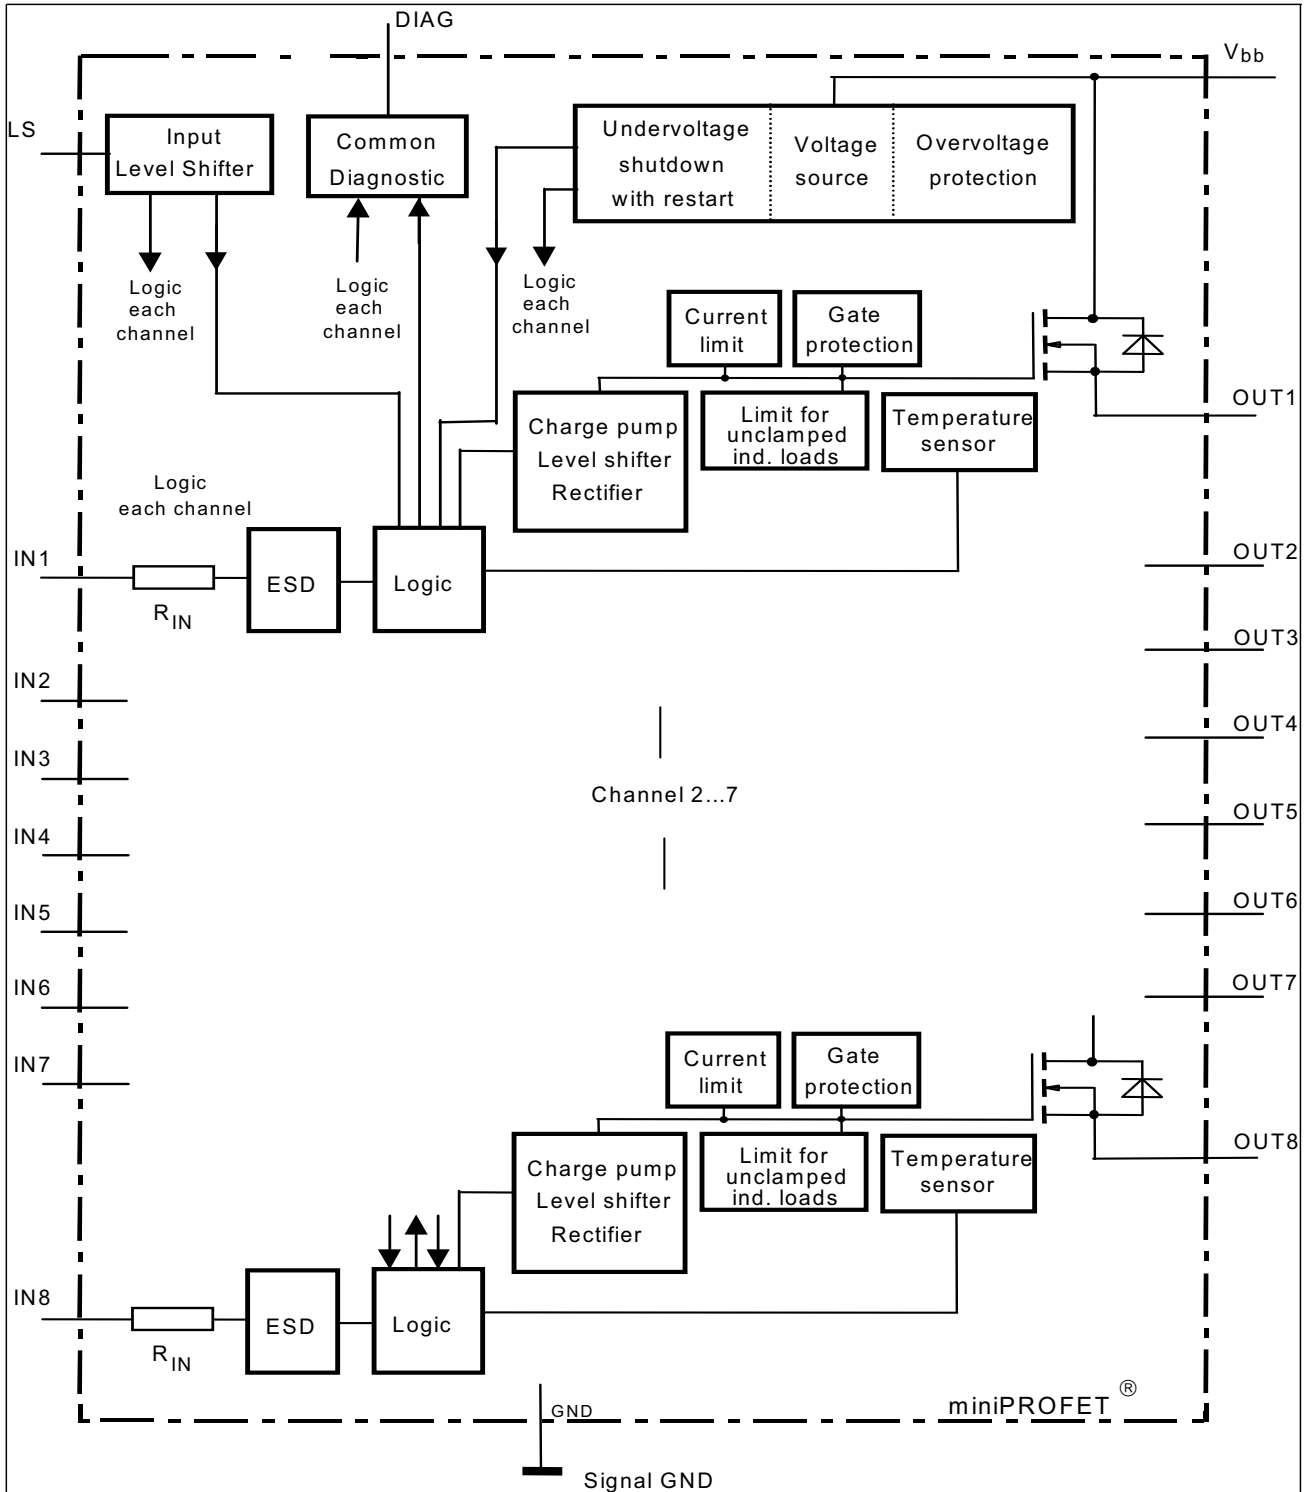 DIAG
Vbb
LS
Input
Level Shifter
Common
Diagnostic
Undervoltage
shutdown
with restart
Voltage
source
Overvoltage
protection
Logic
each
channel
Logic
each
channel
Logic
each
channel
Current
limit
Gate
protection
OUT1
Charge pump
Level shifter
Rectifier
Limit for
unclamped
ind. loads
Temperature
sensor
Logic
each channel
IN1
RIN
ESD
Logic
OUT2
OUT3
IN2
OUT4
IN3
Channel 2...7
OUT5
IN4
OUT6
IN5
OUT7
IN6
IN7
Current
limit
Gate
protection
OUT8
Charge pump
Level shifter
Rectifier
Limit for
unclamped
ind. loads
Temperature
sensor
IN8
RIN
ESD
Logic
miniPROFET ®
GND
Signal GND